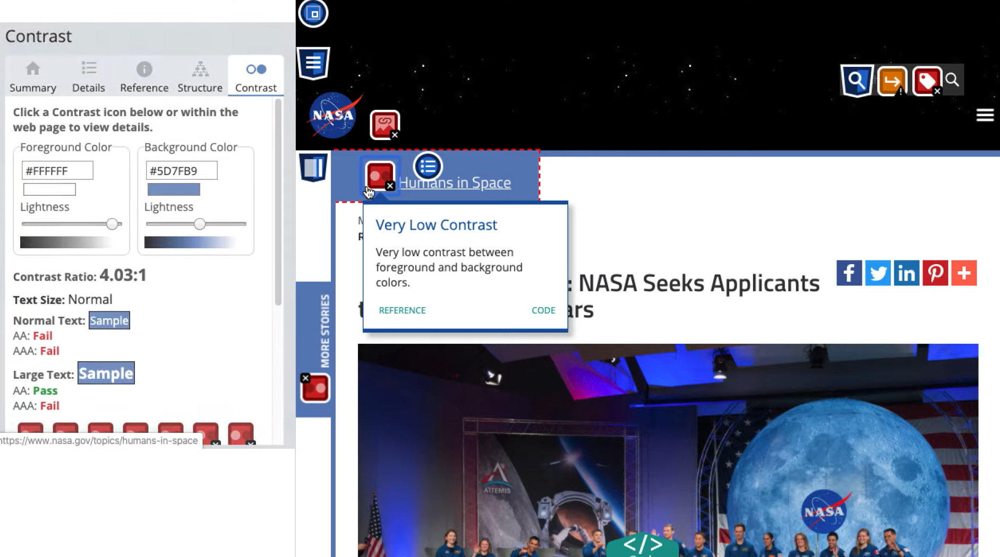 Contrast
Summary
Details
Reference
Structure
Contrast
Click a Contrast icon below or within the
web page to view details.
Foreground Color
#FFFFFF
Lightness
Background Color
#5D7FB9
Lightness
Contrast Ratio: 4.03:1
Text Size: Normal
Normal Text: Sample
AA: Fail
AAA: Fail
Large Text: Sample
AA: Pass
AAA: Fail
https://www.nasa.gov/topics/humans-in-space
NASA
Humans in Space
Very Low Contrast
Very low contrast between
foreground and background
colors.
REFERENCE
CODE
: NASA Seeks Applicants
MORE STORIES
ARTEMIS
NASA